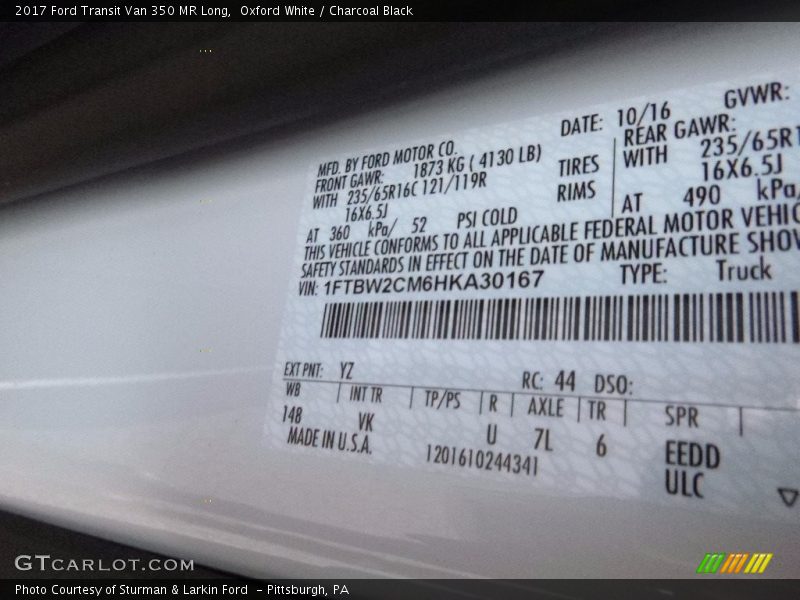 2017 Ford Transit Van 350 MR Long,  Oxford White / Charcoal Black
MFD. BY FORD MOTOR CO. DATE: 10/16 GVWR:
FRONT GAWR: 1873 KG ( 4130 LB) REAR GAWR:
WITH 235/65R16C 121/119R TIRES WITH 235/65R1
16X6.5J RIMS 16X6.5J
AT 360 kPa/ 52 PSI COLD AT 490 kPa
THIS VEHICLE CONFORMS TO ALL APPLICABLE FEDERAL MOTOR VEHIC
SAFETY STANDARDS IN EFFECT ON THE DATE OF MANUFACTURE SHOW
VIN: 1FTBW2CM6HKA30167 TYPE: Truck
EXT PNT: YZ RC: 44 DSO:
WB INT TR TP/PS R AXLE TR SPR
148 VK U 7L 6 EEDD
MADE IN U.S.A. 1201610244341 ULC
GTCARLOT.COM
Photo Courtesy of Sturman & Larkin Ford  - Pittsburgh, PA